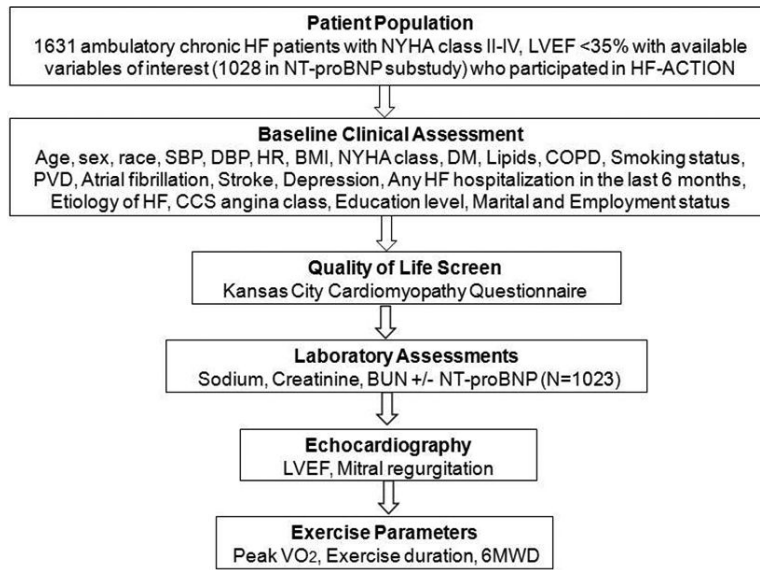 Patient Population
1631 ambulatory chronic HF patients with NYHA class II-IV, LVEF <35% with available
variables of interest (1028 in NT-proBNP substudy) who participated in HF-ACTION
Baseline Clinical Assessment
Age, sex, race, SBP, DBP, HR, BMI, NYHA class, DM, Lipids, COPD, Smoking status,
PVD, Atrial fibrillation, Stroke, Depression, Any HF hospitalization in the last 6 months,
Etiology of HF, CCS angina class, Education level, Marital and Employment status
Quality of Life Screen
Kansas City Cardiomyopathy Questionnaire
Laboratory Assessments
Sodium, Creatinine, BUN +/- NT-proBNP (N=1023)
Echocardiography
LVEF, Mitral regurgitation
Exercise Parameters
Peak VO2, Exercise duration, 6MWD